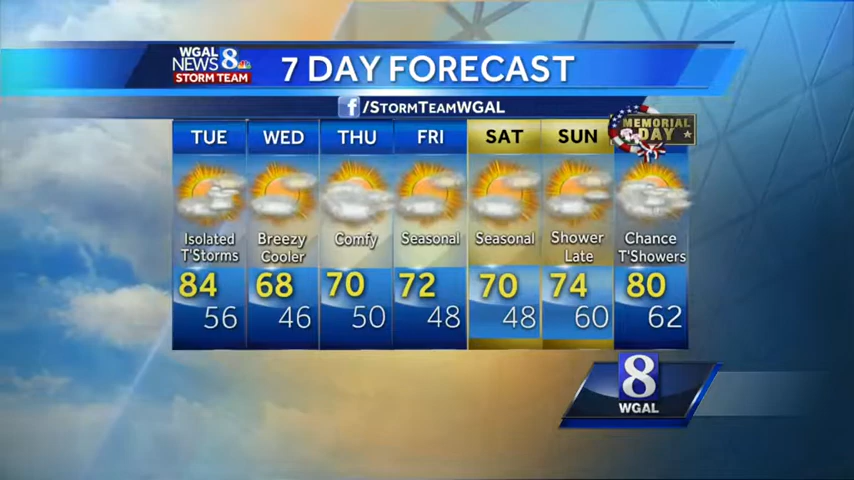 WGAL
NEWS 8
STORM TEAM
7 DAY FORECAST
f/STORMTEAMWGAL
TUE WED THU FRI SAT SUN MEMORIAL DAY
Isolated T'Storms
Breezy Cooler
Comfy
Seasonal
Seasonal
Shower Late
Chance T'Showers
84 68 70 72 70 74 80
56 46 50 48 48 60 62
8
WGAL